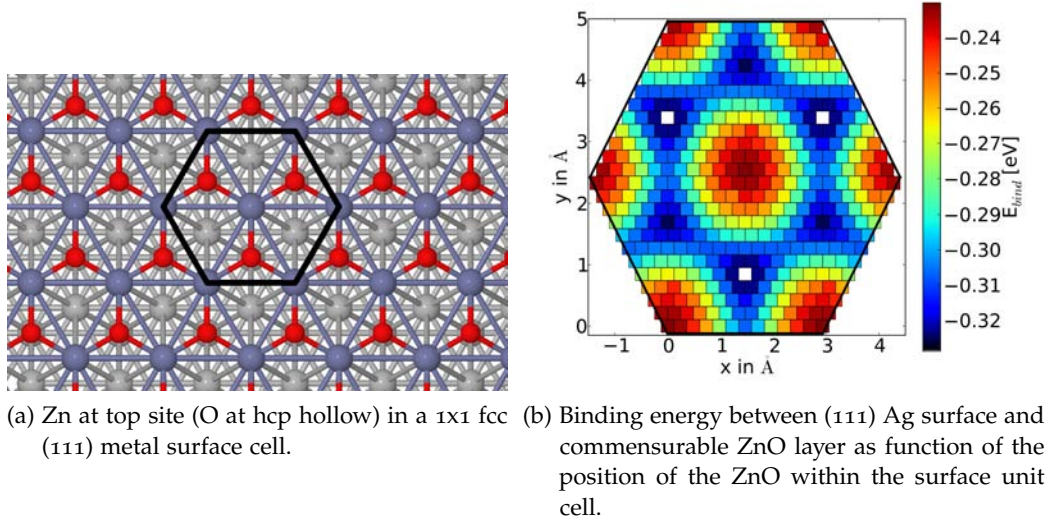 5
4
3
2
1
0
y in Å
−1 0 1 2 3 4
x in Å
−0.24
−0.25
−0.26
−0.27
−0.28
−0.29
−0.30
−0.31
−0.32
E_bind [eV]
(a) Zn at top site (O at hcp hollow) in a 1x1 fcc
(111) metal surface cell.
(b) Binding energy between (111) Ag surface and
commensurable ZnO layer as function of the
position of the ZnO within the surface unit
cell.